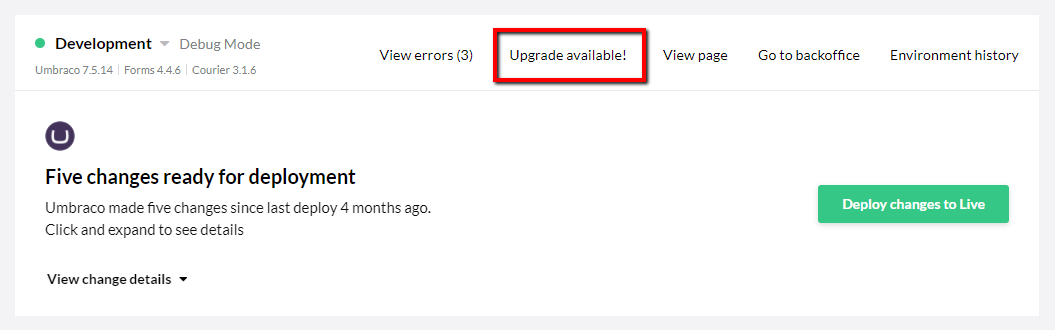 Development Debug Mode
Umbraco 7.5.14 | Forms 4.4.6 | Courier 3.1.6
View errors (3) Upgrade available! View page Go to backoffice Environment history
Five changes ready for deployment
Umbraco made five changes since last deploy 4 months ago.
Click and expand to see details
Deploy changes to Live
View change details